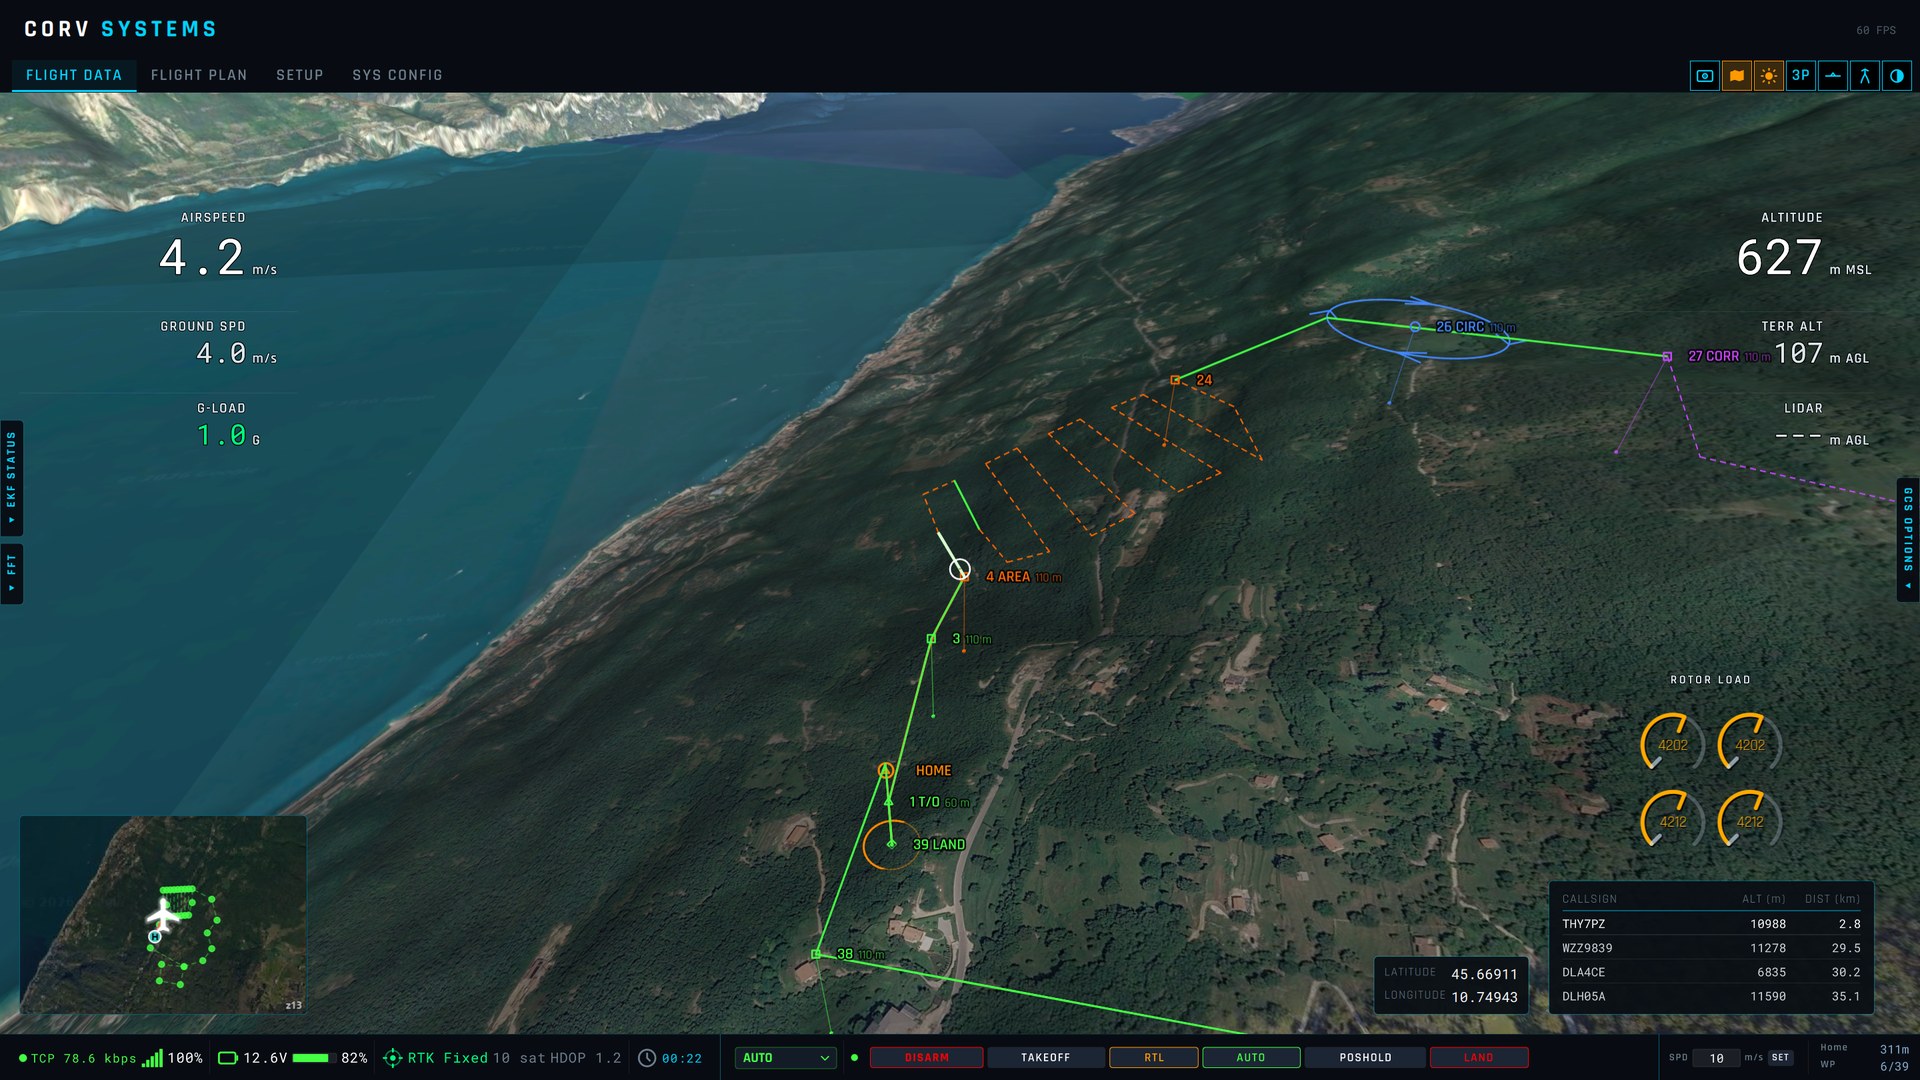 CORV SYSTEMS
60 FPS
FLIGHT DATA
FLIGHT PLAN
SETUP
SYS CONFIG
3P
AIRSPEED
4.2 m/s
GROUND SPD
4.0 m/s
G-LOAD
1.0 G
ALTITUDE
627 m MSL
TERR ALT
107 m AGL
LIDAR
--- m AGL
EKF STATUS
FFT
GCS OPTIONS
26 CIRC 110 m
27 CORR 110 m
24
4 AREA 110 m
3 110 m
HOME
1 T/O 60 m
39 LAND
38 110 m
ROTOR LOAD
4202 4202
4212 4212
H
z13
LATITUDE 45.66911
LONGITUDE 10.74943
CALLSIGN ALT (m) DIST (km)
THY7PZ 10988 2.8
WZZ9839 11278 29.5
DLA4CE 6835 30.2
DLH05A 11590 35.1
TCP 78.6 kbps 100% 12.6V 82% RTK Fixed 10 sat HDOP 1.2 00:22
AUTO
DISARM
TAKEOFF
RTL
AUTO
POSHOLD
LAND
SPD 10 m/s SET
Home 311m
WP 6/39